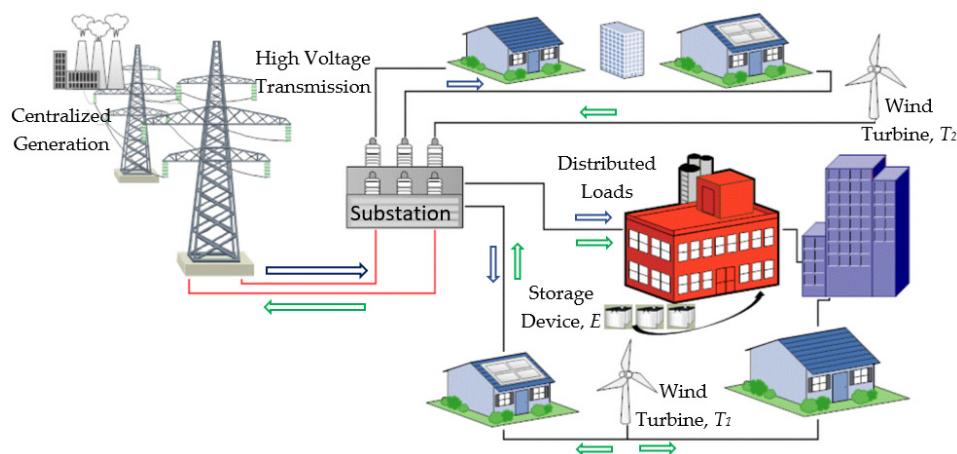 Centralized
Generation
High Voltage
Transmission
Wind
Turbine, T2
Distributed
Loads
Substation
Storage
Device, E
Wind
Turbine, T1